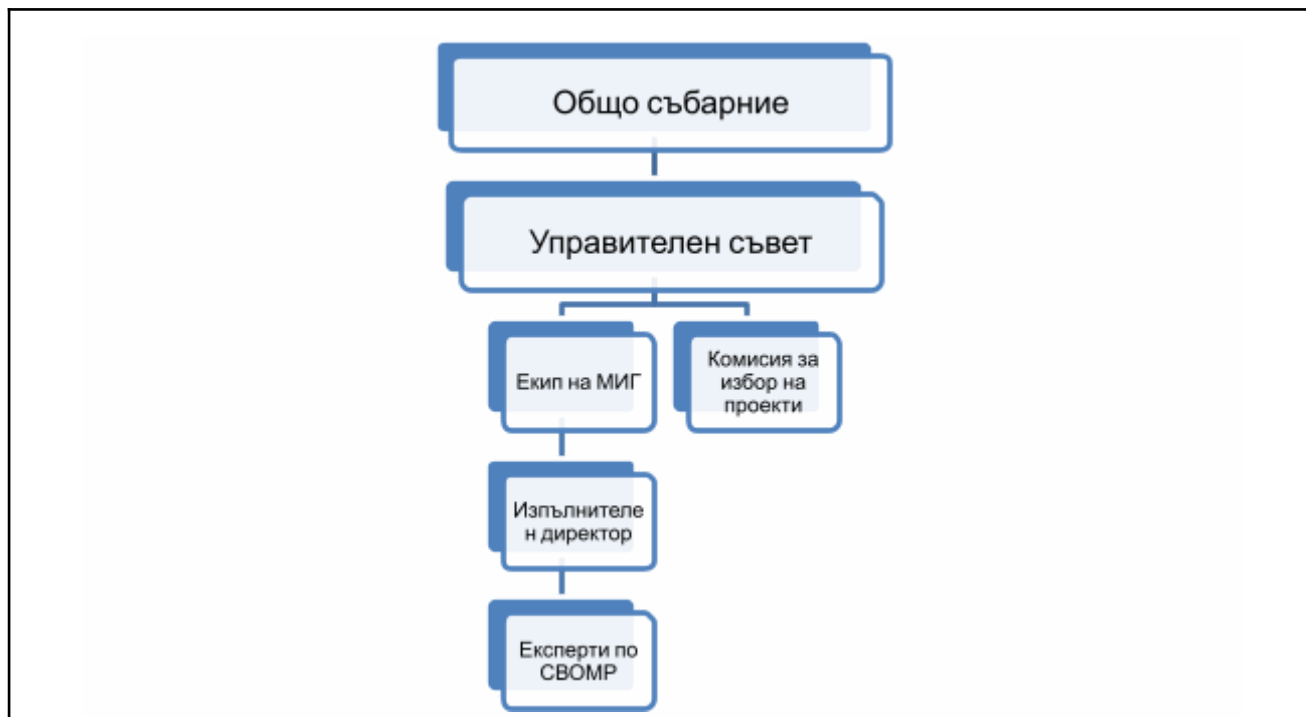 Общо събарние
Управителен съвет
Екип на МИГ
Комисия за
избор на
проекти
Изпълнителе
н директор
Експерти по
СВОМР